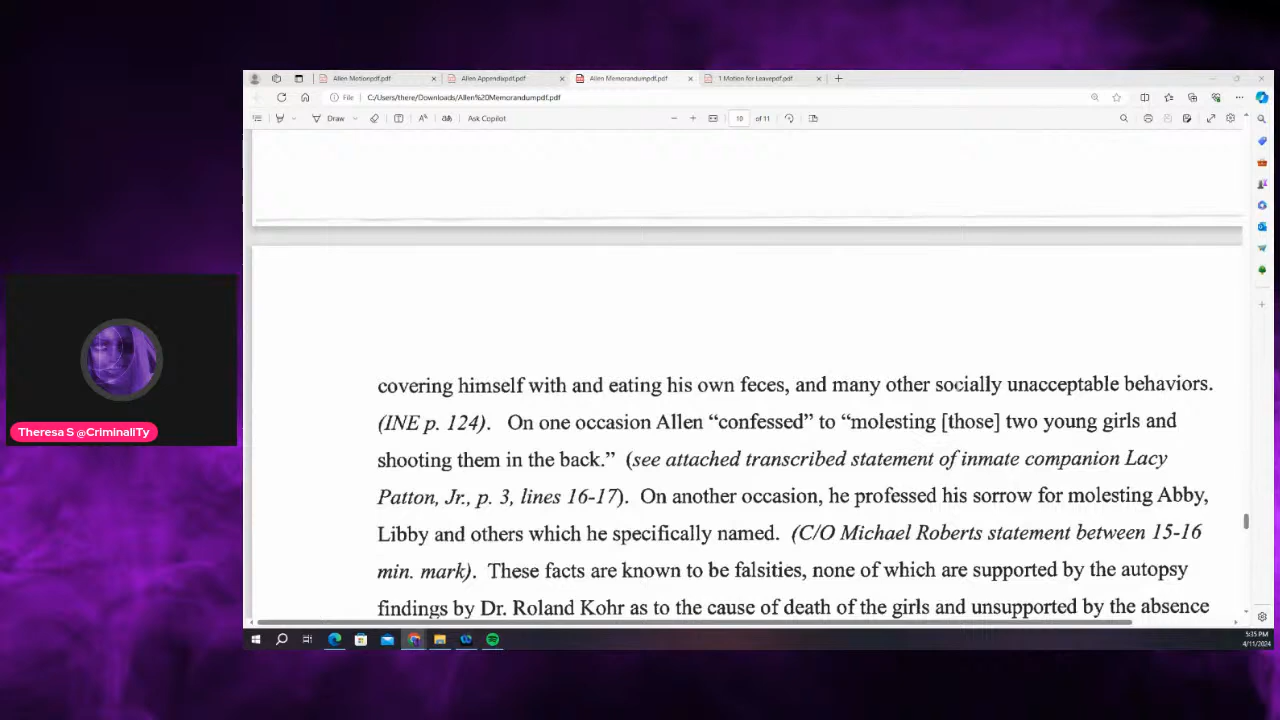 Allen Motionpdf.pdf
Allen Appendixpdf.pdf
Allen Memorandumpdf.pdf
1 Motion for Leavepdf.pdf
File C:/Users/there/Downloads/Allen%20Memorandumpdf.pdf
Draw
Ask Copilot
10 of 11
covering himself with and eating his own feces, and many other socially unacceptable behaviors.
(INE p. 124). On one occasion Allen “confessed” to “molesting [those] two young girls and
shooting them in the back.” (see attached transcribed statement of inmate companion Lacy
Patton, Jr., p. 3, lines 16-17). On another occasion, he professed his sorrow for molesting Abby,
Libby and others which he specifically named. (C/O Michael Roberts statement between 15-16
min. mark). These facts are known to be falsities, none of which are supported by the autopsy
findings by Dr. Roland Kohr as to the cause of death of the girls and unsupported by the absence
Theresa S @CriminaliTy
5:35 PM
4/11/2024